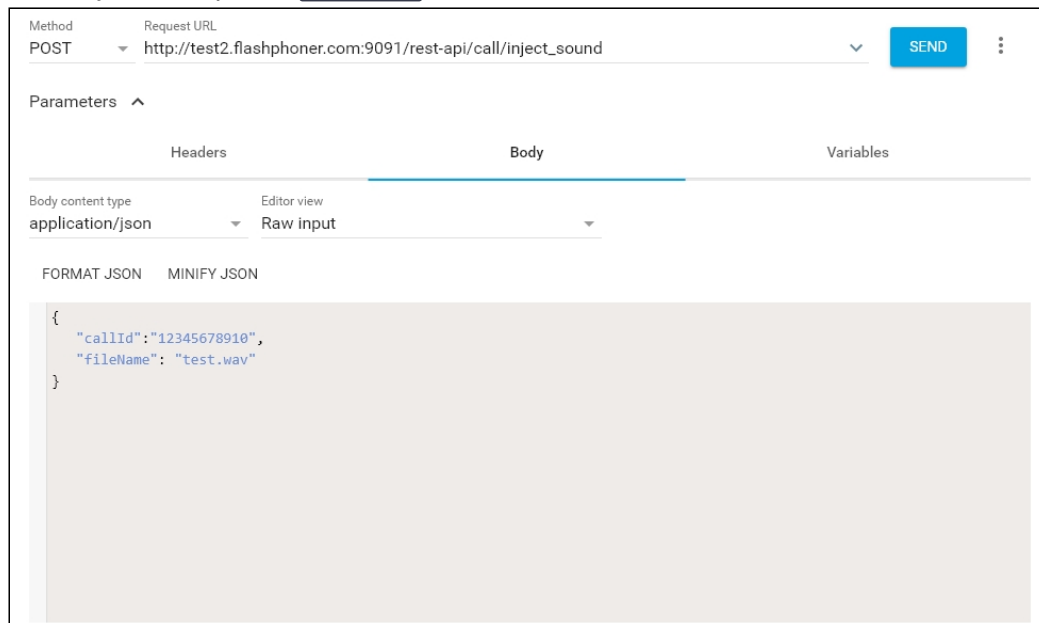 Method Request URL
POST http://test2.flashphoner.com:9091/rest-api/call/inject_sound SEND
Parameters
Headers Body Variables
Body content type Editor view
application/json Raw input
FORMAT JSON MINIFY JSON
{
"callId":"12345678910",
"fileName": "test.wav"
}